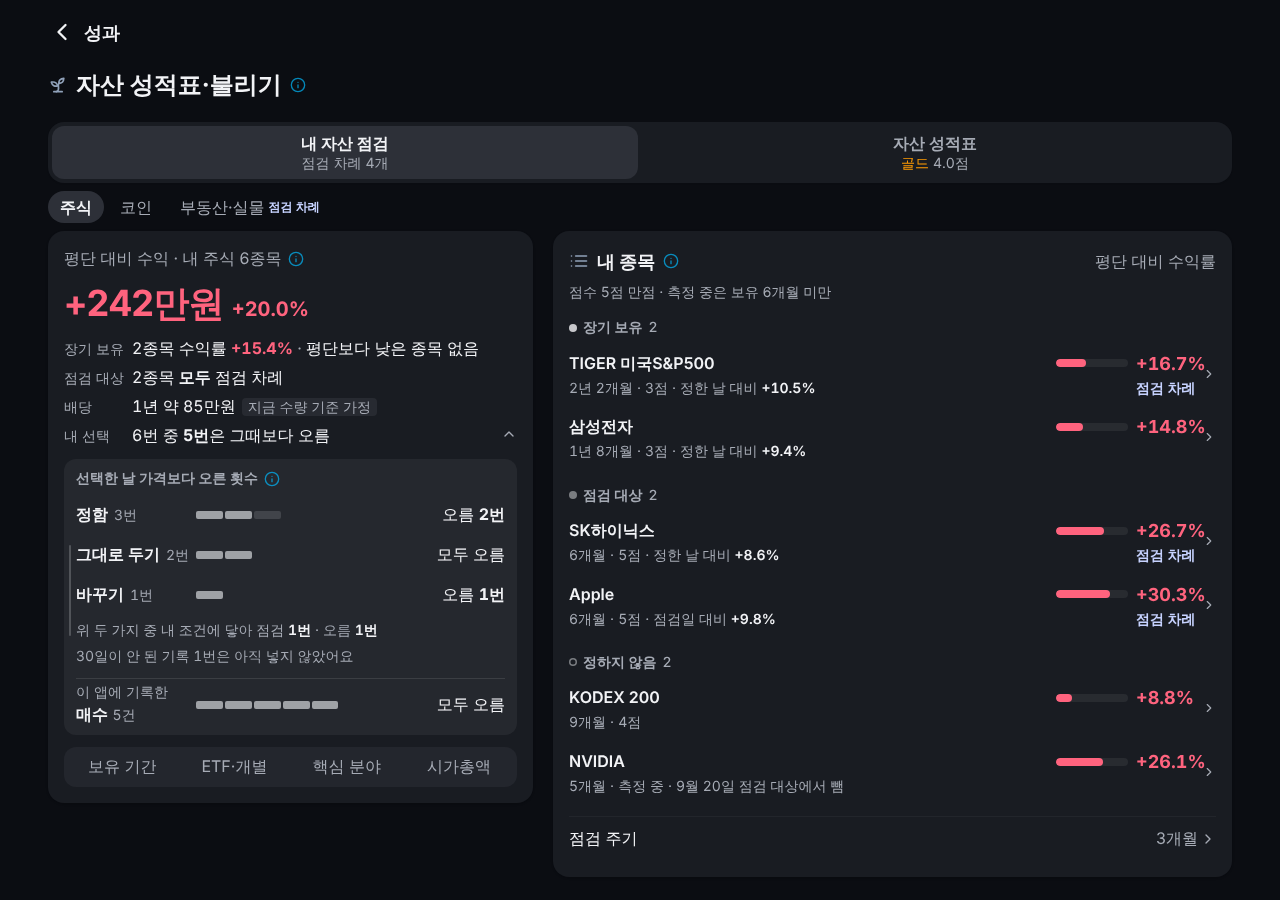 성과
자산 성적표·불리기
내 자산 점검
점검 차례 4개
자산 성적표
골드 4.0점
주식
코인
부동산·실물 점검 차례
평단 대비 수익 · 내 주식 6종목
+242만원 +20.0%
장기 보유 2종목 수익률 +15.4% · 평단보다 낮은 종목 없음
점검 대상 2종목 모두 점검 차례
배당 1년 약 85만원 지금 수량 기준 가정
내 선택 6번 중 5번은 그때보다 오름
선택한 날 가격보다 오른 횟수
정함 3번 오름 2번
그대로 두기 2번 모두 오름
바꾸기 1번 오름 1번
위 두 가지 중 내 조건에 닿아 점검 1번 · 오름 1번
30일이 안 된 기록 1번은 아직 넣지 않았어요
이 앱에 기록한
매수 5건 모두 오름
보유 기간 ETF·개별 핵심 분야 시가총액
내 종목
평단 대비 수익률
점수 5점 만점 · 측정 중은 보유 6개월 미만
장기 보유 2
TIGER 미국S&P500 +16.7%
2년 2개월 · 3점 · 정한 날 대비 +10.5% 점검 차례
삼성전자 +14.8%
1년 8개월 · 3점 · 정한 날 대비 +9.4%
점검 대상 2
SK하이닉스 +26.7%
6개월 · 5점 · 정한 날 대비 +8.6% 점검 차례
Apple +30.3%
6개월 · 5점 · 점검일 대비 +9.8% 점검 차례
정하지 않음 2
KODEX 200 +8.8%
9개월 · 4점
NVIDIA +26.1%
5개월 · 측정 중 · 9월 20일 점검 대상에서 뺌
점검 주기 3개월